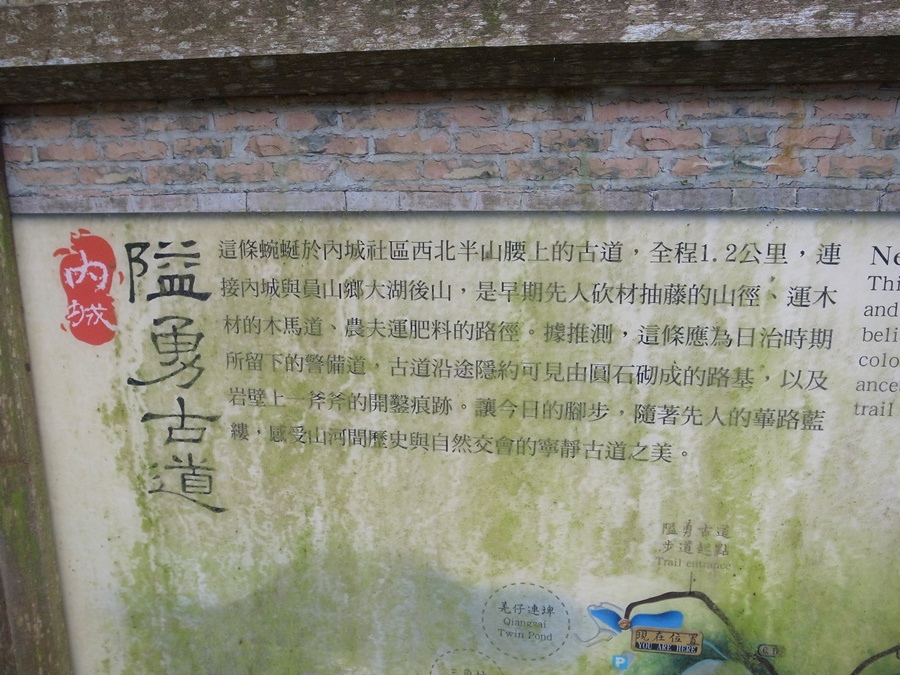 內城
隘勇古道
這條蜿蜒於內城社區西北半山腰上的古道，全程1.2公里，連
接內城與員山鄉大湖後山，是早期先人砍材抽藤的山徑、運木
材的木馬道、農夫運肥料的路徑。據推測，這條應為日治時期
所留下的警備道，古道沿途隱約可見由圓石砌成的路基，以及
岩壁上一斧斧的開鑿痕跡。讓今日的腳步，隨著先人的蓽路藍
縷，感受山河間歷史與自然交會的寧靜古道之美。
Ne
Thi
and
beli
colo
ance
trail
隘勇古道
步道起點
Trail entrance
晃仔連埤
Qiangzai
Twin Pond
現在位置
YOU ARE HERE
P